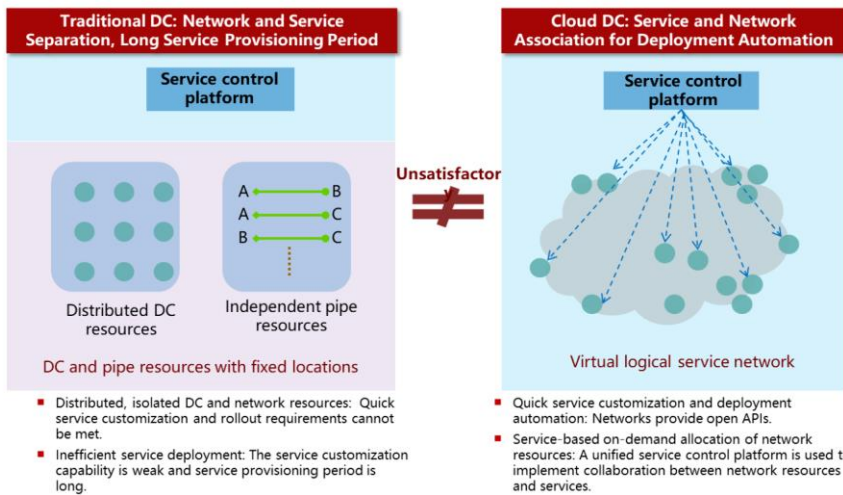 Traditional DC: Network and Service
Separation, Long Service Provisioning Period
Service control
platform
A B
A C
B C
Distributed DC
resources
Independent pipe
resources
DC and pipe resources with fixed locations
■ Distributed, isolated DC and network resources: Quick
service customization and rollout requirements cannot
be met.
■ Inefficient service deployment: The service customization
capability is weak and service provisioning period is
long.
Unsatisfactor
y
Cloud DC: Service and Network
Association for Deployment Automation
Service control
platform
Virtual logical service network
■ Quick service customization and deployment
automation: Networks provide open APIs.
■ Service-based on-demand allocation of network
resources: A unified service control platform is used t
implement collaboration between network resources
and services.